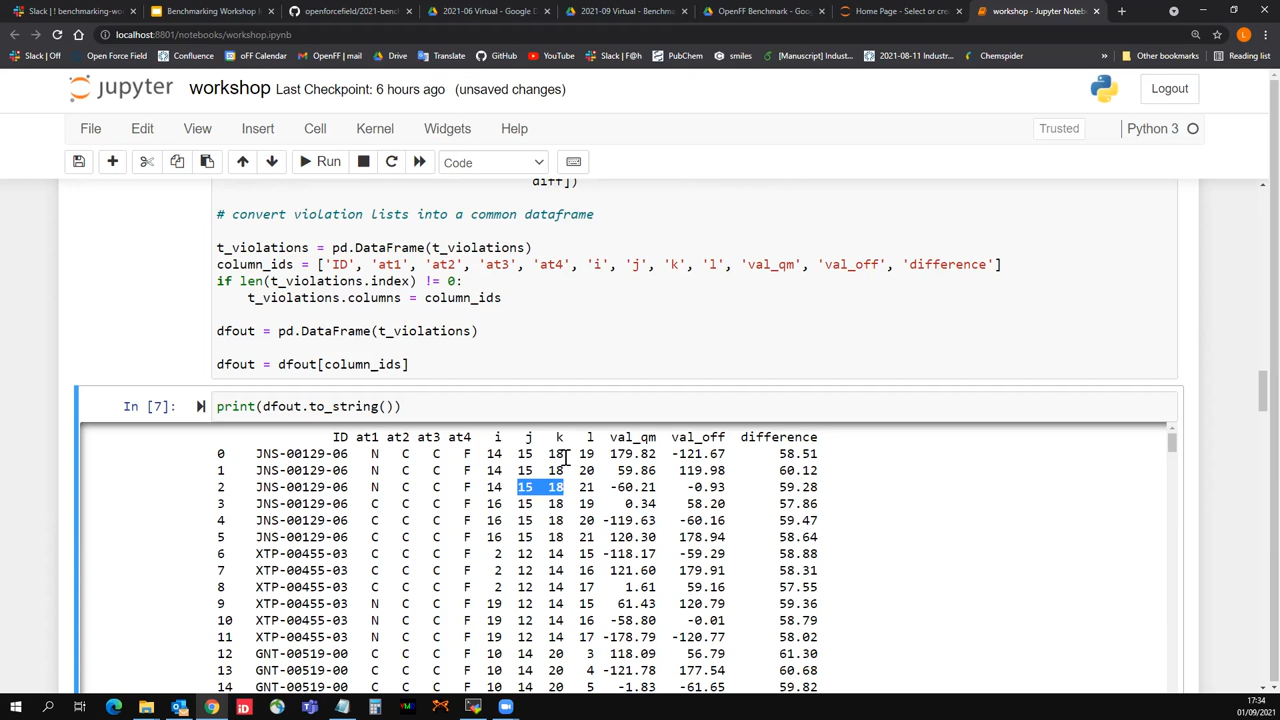 Slack | ! benchmarking-wo
Benchmarking Workshop M
openforcefield/2021-bench
2021-06 Virtual - Google D
2021-09 Virtual - Benchma
OpenFF Benchmark - Goog
Home Page - Select or cre
workshop - Jupyter Notebo
localhost:8801/notebooks/workshop.ipynb
Slack | Off
Open Force Field
Confluence
oFF Calendar
OpenFF mail
Drive
Translate
GitHub
YouTube
Slack | F@h
PubChem
smiles
[Manuscript] Industr...
2021-08-11 Industr...
Chemspider
»
Other bookmarks
Reading list
jupyter workshop Last Checkpoint: 6 hours ago (unsaved changes)
Logout
File Edit View Insert Cell Kernel Widgets Help
Trusted
Python 3
Run
Code
diff])
# convert violation lists into a common dataframe
t_violations = pd.DataFrame(t_violations)
column_ids = ['ID', 'at1', 'at2', 'at3', 'at4', 'i', 'j', 'k', 'l', 'val_qm', 'val_off', 'difference']
if len(t_violations.index) != 0:
t_violations.columns = column_ids
dfout = pd.DataFrame(t_violations)
dfout = dfout[column_ids]
In [7]: print(dfout.to_string())
ID at1 at2 at3 at4 i j k l val_qm val_off difference
0 JNS-00129-06 N C C F 14 15 18 19 179.82 -121.67 58.51
1 JNS-00129-06 N C C F 14 15 18 20 59.86 119.98 60.12
2 JNS-00129-06 N C C F 14 15 18 21 -60.21 -0.93 59.28
3 JNS-00129-06 C C C F 16 15 18 19 0.34 58.20 57.86
4 JNS-00129-06 C C C F 16 15 18 20 -119.63 -60.16 59.47
5 JNS-00129-06 C C C F 16 15 18 21 120.30 178.94 58.64
6 XTP-00455-03 C C C F 2 12 14 15 -118.17 -59.29 58.88
7 XTP-00455-03 C C C F 2 12 14 16 121.60 179.91 58.31
8 XTP-00455-03 C C C F 2 12 14 17 1.61 59.16 57.55
9 XTP-00455-03 N C C F 19 12 14 15 61.43 120.79 59.36
10 XTP-00455-03 N C C F 19 12 14 16 -58.80 -0.01 58.79
11 XTP-00455-03 N C C F 19 12 14 17 -178.79 -120.77 58.02
12 GNT-00519-00 C C C F 10 14 20 3 118.09 56.79 61.30
13 GNT-00519-00 C C C F 10 14 20 4 -121.78 177.54 60.68
14 GNT-00519-00 C C C F 10 14 20 5 -1.83 -61.65 59.82
17:34
01/09/2021